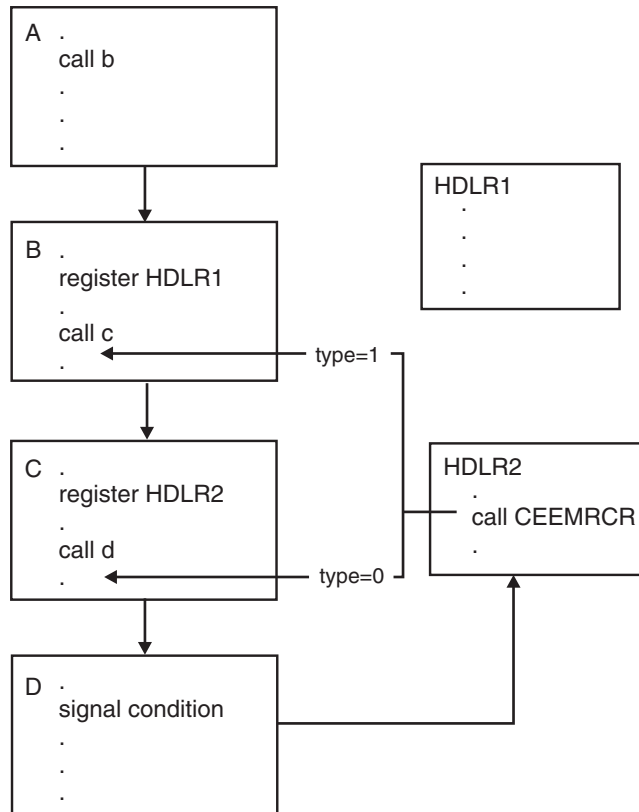 A .
call b
.
.
.
HDLR1
.
.
.
.
B .
register HDLR1
.
call c
.
type=1
C .
register HDLR2
.
call d
.
type=0
HDLR2
.
call CEEMRCR
.
D .
signal condition
.
.
.